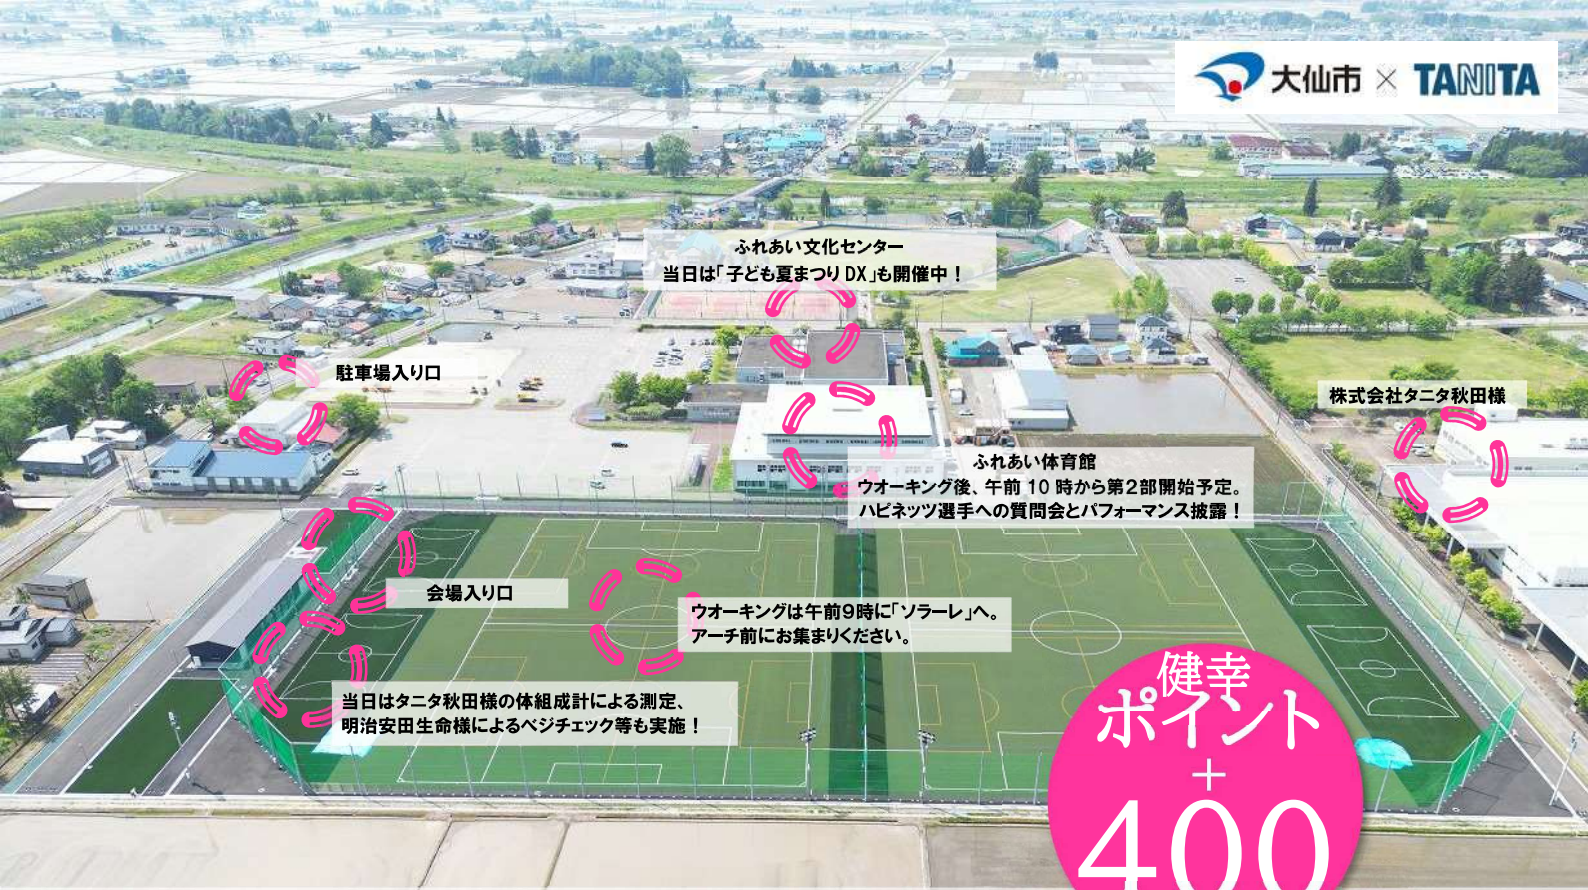 大仙市 × TANITA
ふれあい文化センター
当日は「子ども夏まつりDX」も開催中！
駐車場入り口
株式会社タニタ秋田様
ふれあい体育館
ウオーキング後、午前10時から第2部開始予定。
ハピネッツ選手への質問会とパフォーマンス披露！
会場入り口
ウオーキングは午前9時に「ソラーレ」へ。
アーチ前にお集まりください。
当日はタニタ秋田様の体組成計による測定、
明治安田生命様によるベジチェック等も実施！
健幸
ポイント
+
400